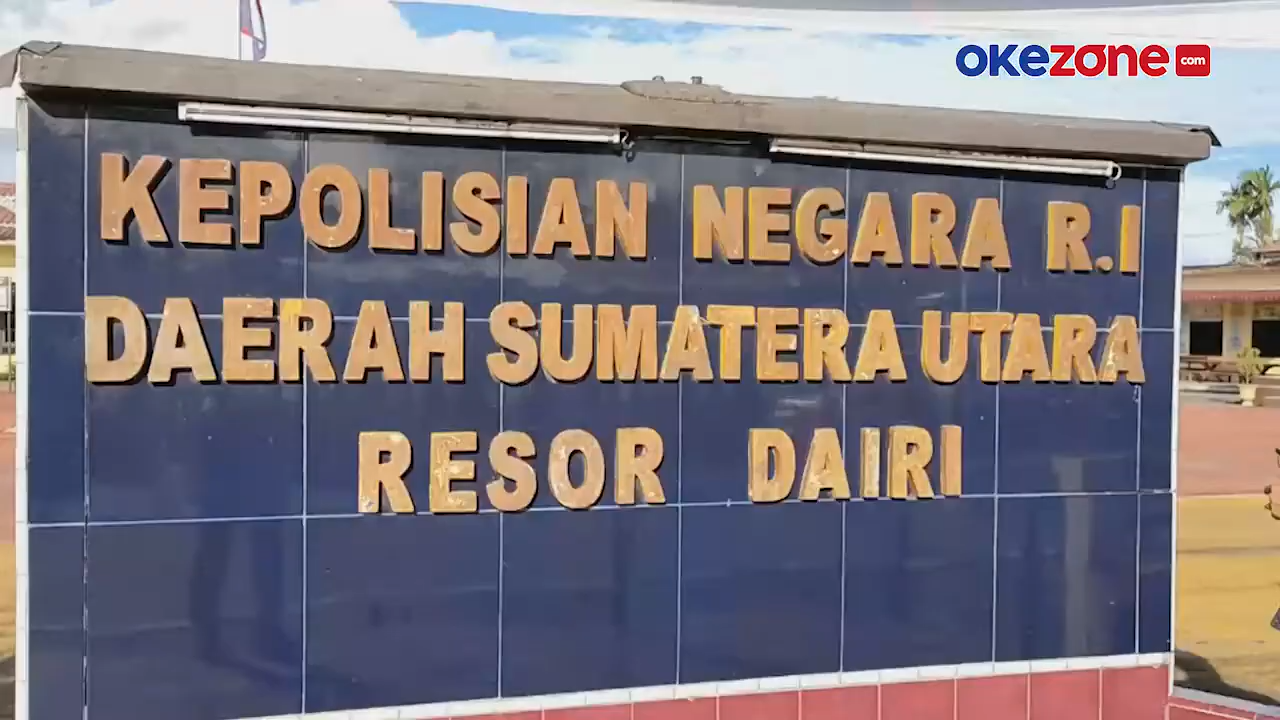 okezone.com
KEPOLISIAN NEGARA R.I
DAERAH SUMATERA UTARA
RESOR DAIRI